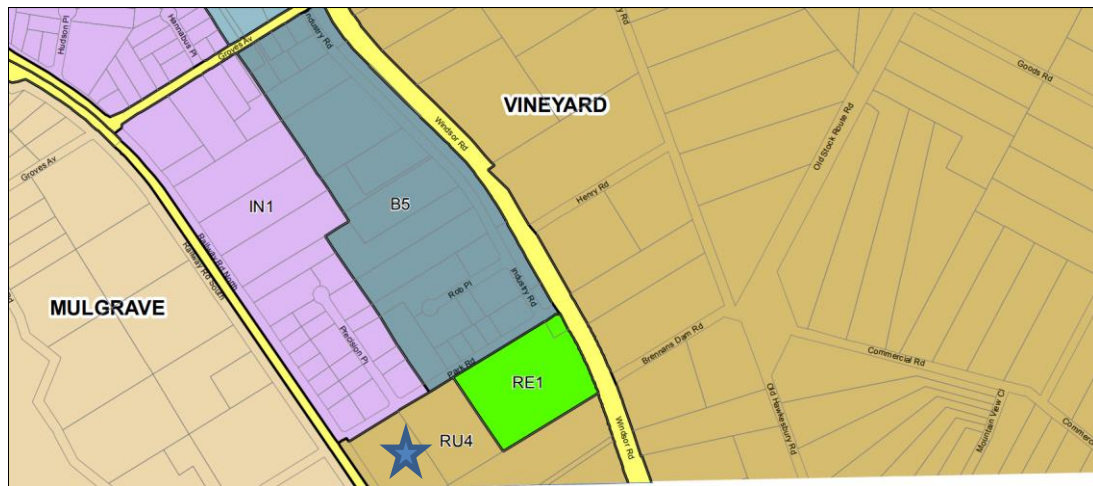 Hudson Pl
Hannabus Pl
Groves Av
Industry Rd
Windsor Rd
VINEYARD
Goods Rd
Old Stock Route Rd
Groves Av
IN1
B5
Henry Rd
Railway Rd North
Railway Rd South
MULGRAVE
Rob Pl
Industry Rd
Precision Pl
Park Rd
Brennans Dam Rd
Commercial Rd
RE1
RU4
Windsor Rd
Old Hawkesbury Rd
Mountain View Cl